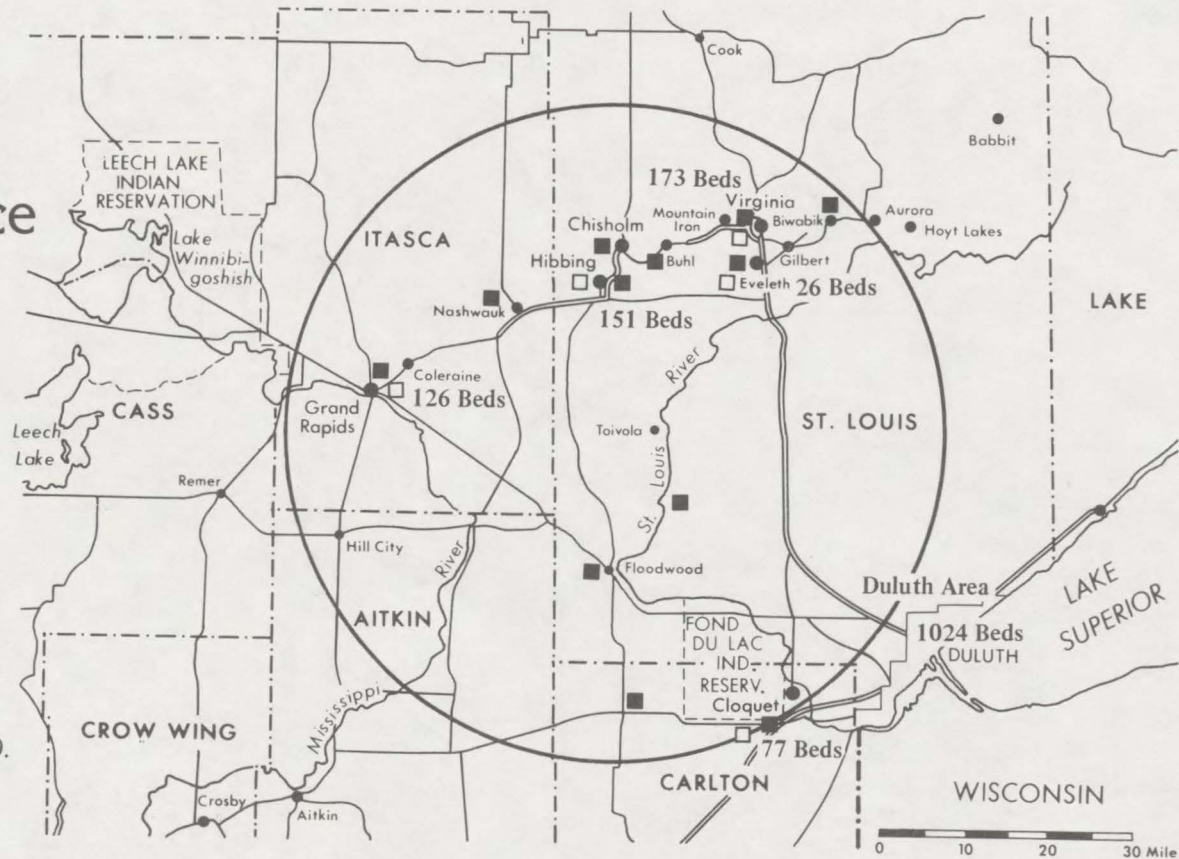 ce
o.
Cook
Babbit
LEECH LAKE
INDIAN
RESERVATION
Lake
Winnibi-
goshish
ITASCA
173 Beds
Virginia
Mountain
Iron
Biwabik
Aurora
Hoyt Lakes
Chisholm
Buhl
Gilbert
Hibbing
Eveleth
26 Beds
151 Beds
Nashwauk
LAKE
Coleraine
126 Beds
Grand
Rapids
CASS
Leech
Lake
Toivola
St. Louis River
ST. LOUIS
Remer
Hill City
River
Floodwood
Duluth Area
1024 Beds
DULUTH
LAKE
SUPERIOR
AITKIN
FOND
DU LAC
IND.
RESERV.
Cloquet
77 Beds
CROW WING
Mississippi
CARLTON
WISCONSIN
Crosby
Aitkin
0 10 20 30 Mile